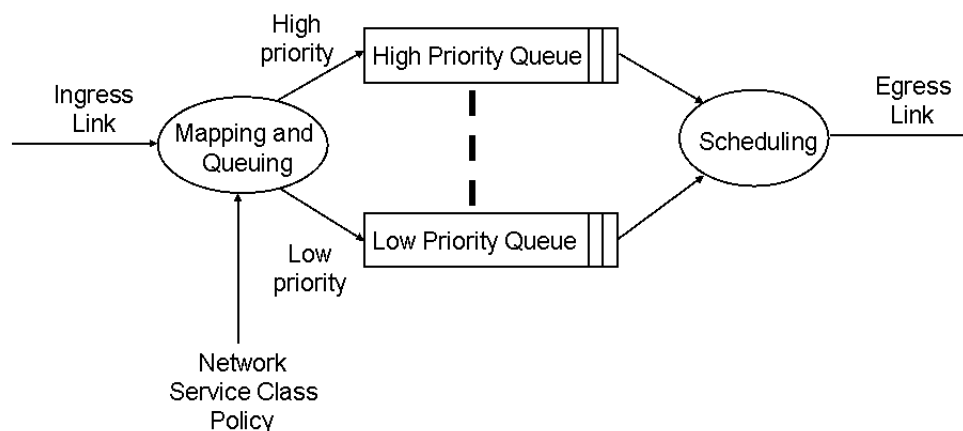 High
priority
High Priority Queue
Ingress
Link
Mapping and
Queuing
Scheduling
Egress
Link
Low Priority Queue
Low
priority
Network
Service Class
Policy